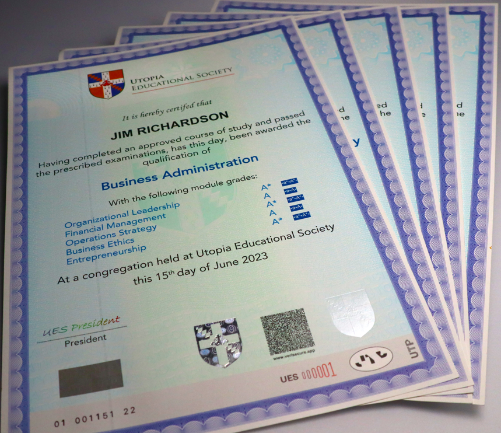 UTOPIA
EDUCATIONAL SOCIETY
It is hereby certifed that
JIM RICHARDSON
Having completed an approved course of study and passed
the prescribed examinations, has this day, been awarded the
qualification of
Business Administration
With the following module grades:
Organizational Leadership A*
Financial Management A
Operations Strategy A*
Business Ethics A
Entrepreneurship A*
At a congregation held at Utopia Educational Society
this 15th day of June 2023
UES President
President
UES 000001
UTP
01 001151 22
y